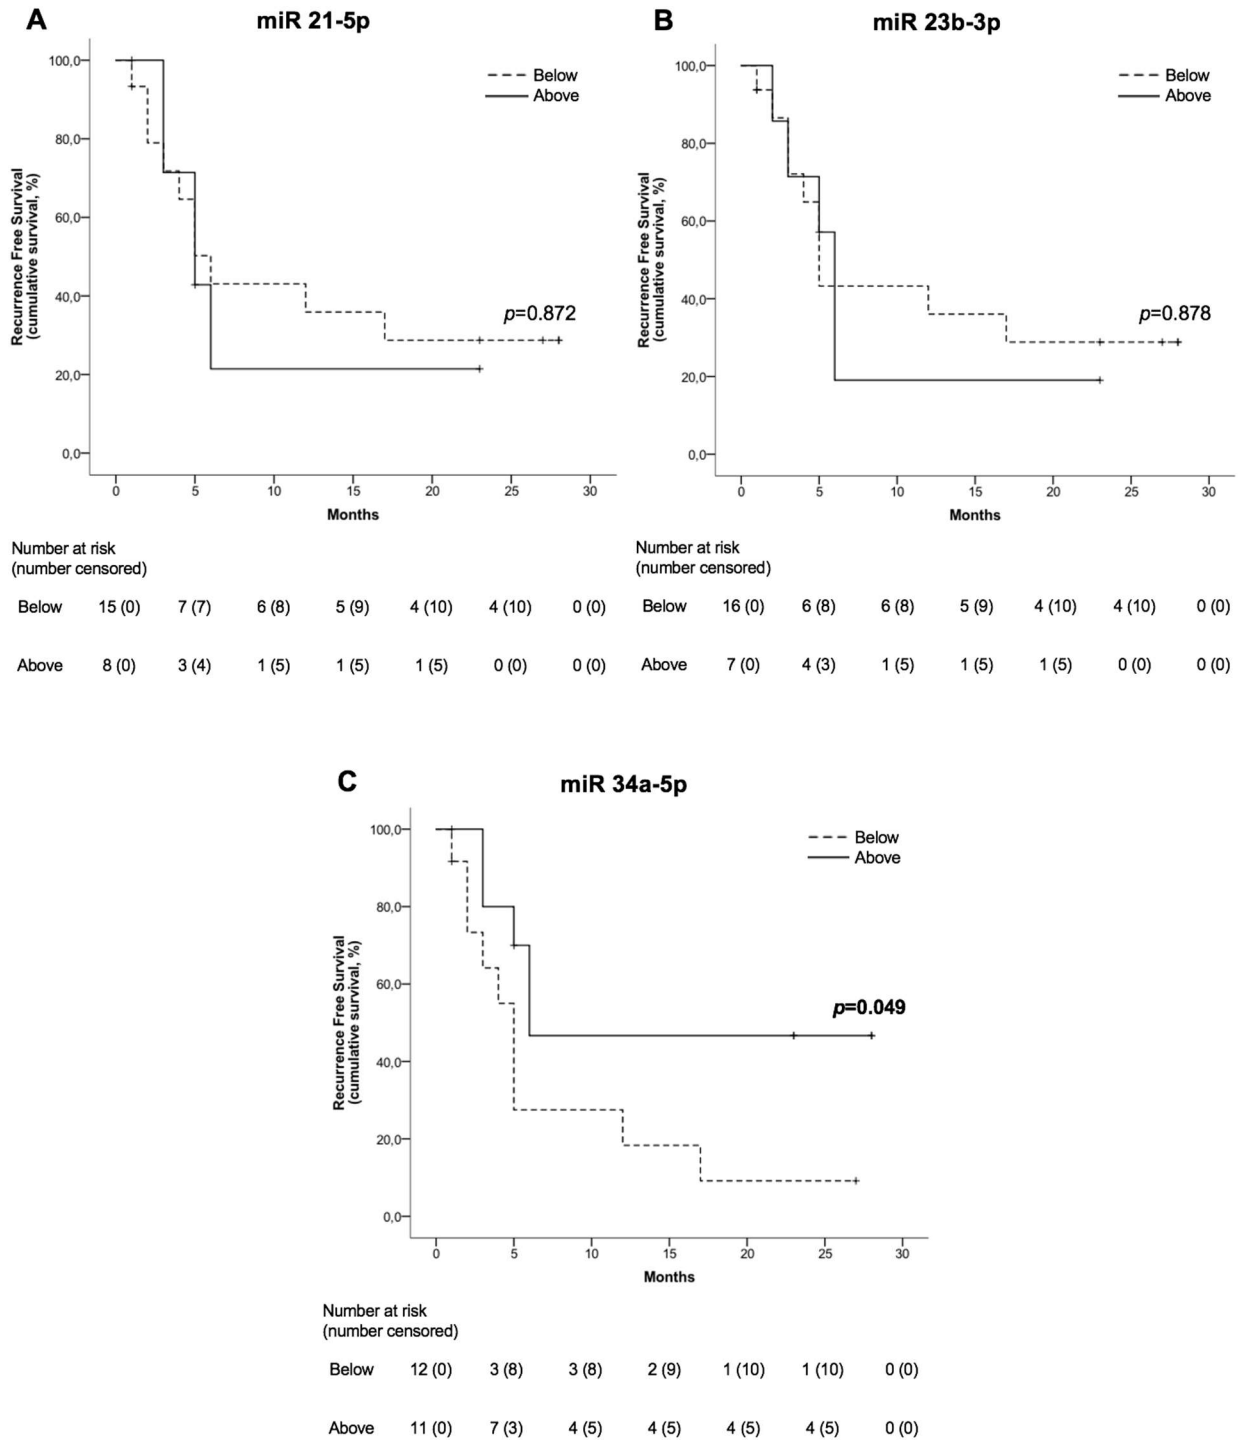 A
miR 21-5p
Recurrence Free Survival
(cumulative survival, %)
100,0
80,0
60,0
40,0
20,0
0,0
Below
Above
p=0.872
0 5 10 15 20 25 30
Months
Number at risk
(number censored)
Below 15 (0) 7 (7) 6 (8) 5 (9) 4 (10) 4 (10) 0 (0)
Above 8 (0) 3 (4) 1 (5) 1 (5) 1 (5) 0 (0) 0 (0)
B
miR 23b-3p
Recurrence Free Survival
(cumulative survival, %)
100,0
80,0
60,0
40,0
20,0
0,0
Below
Above
p=0.878
0 5 10 15 20 25 30
Months
Number at risk
(number censored)
Below 16 (0) 6 (8) 6 (8) 5 (9) 4 (10) 4 (10) 0 (0)
Above 7 (0) 4 (3) 1 (5) 1 (5) 1 (5) 0 (0) 0 (0)
C
miR 34a-5p
Recurrence Free Survival
(cumulative survival, %)
100,0
80,0
60,0
40,0
20,0
0,0
Below
Above
p=0.049
0 5 10 15 20 25 30
Months
Number at risk
(number censored)
Below 12 (0) 3 (8) 3 (8) 2 (9) 1 (10) 1 (10) 0 (0)
Above 11 (0) 7 (3) 4 (5) 4 (5) 4 (5) 4 (5) 0 (0)